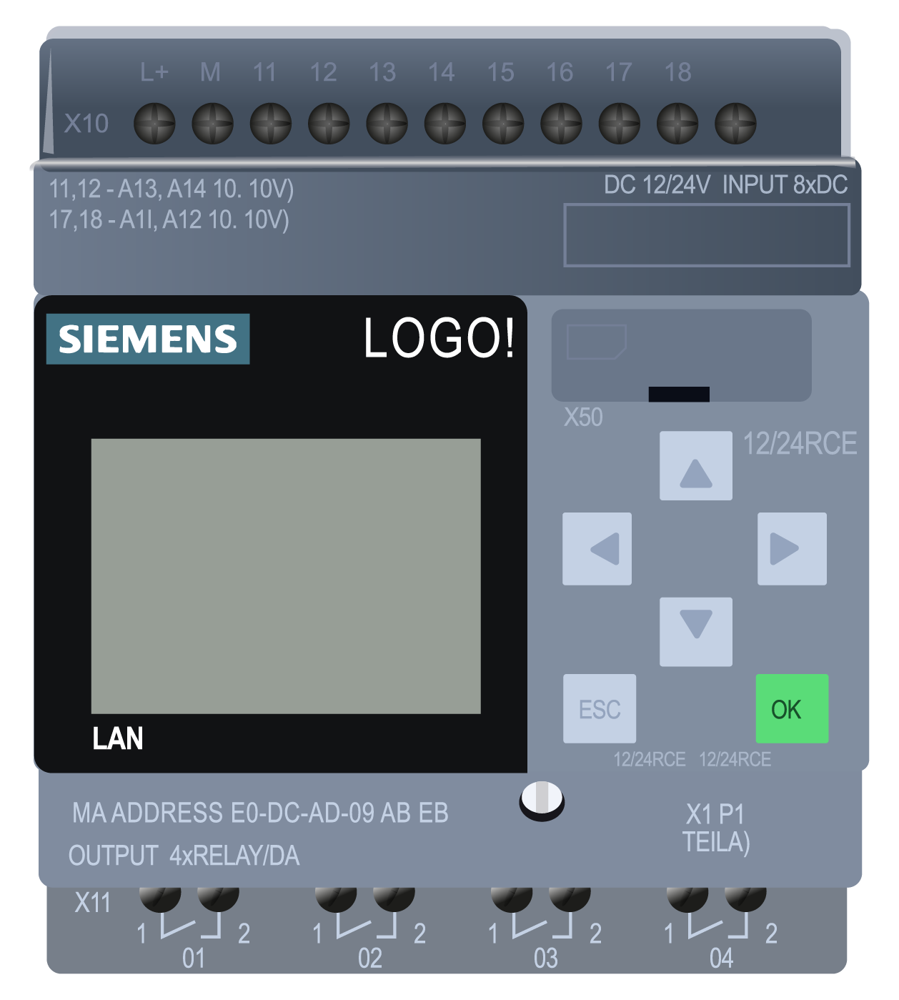 L+ M 11 12 13 14 15 16 17 18
X10
11,12 - A13, A14 10. 10V)
17,18 - A1I, A12 10. 10V)
DC 12/24V INPUT 8xDC
SIEMENS
LOGO!
X50
12/24RCE
ESC
OK
LAN
12/24RCE 12/24RCE
MA ADDRESS E0-DC-AD-09 AB EB
X1 P1
TEILA)
OUTPUT 4xRELAY/DA
X11
1 2 1 2 1 2 1 2
01 02 03 04